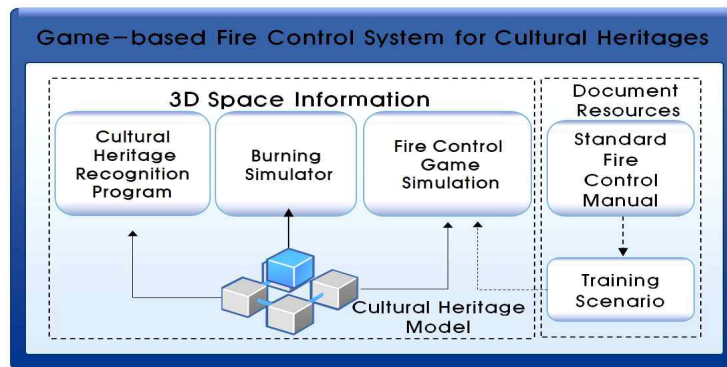 Game-based Fire Control System for Cultural Heritages
3D Space Information
Document
Resources
Cultural
Heritage
Recognition
Program
Burning
Simulator
Fire Control
Game
Simulation
Standard
Fire
Control
Manual
Cultural Heritage
Model
Training
Scenario